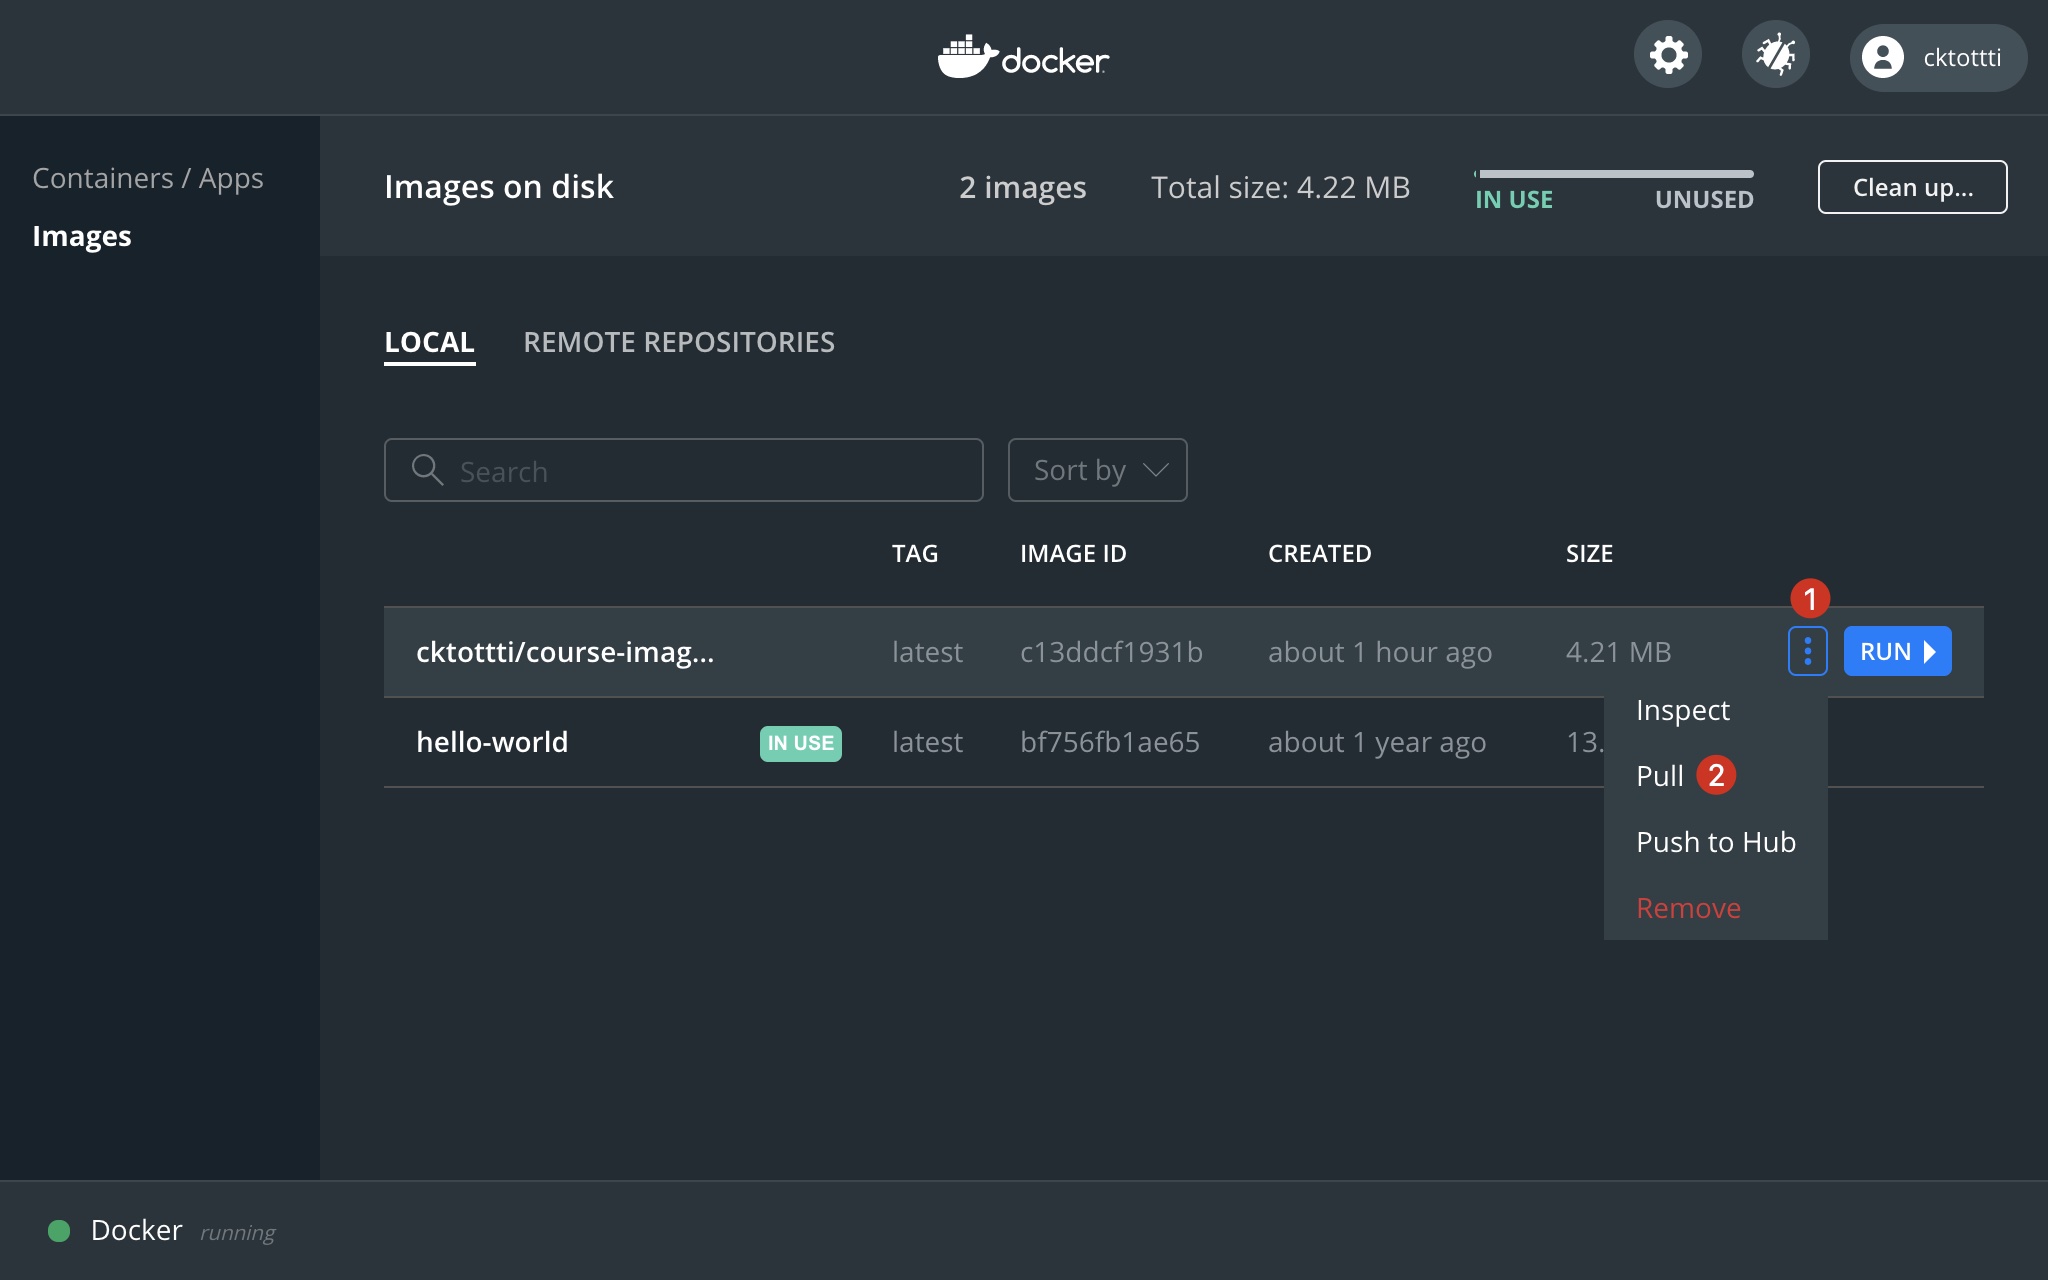 docker
cktottti
Containers / Apps
Images
Images on disk
2 images
Total size: 4.22 MB
IN USE
UNUSED
Clean up...
LOCAL
REMOTE REPOSITORIES
Search
Sort by
TAG
IMAGE ID
CREATED
SIZE
1
cktottti/course-imag...
latest
c13ddcf1931b
about 1 hour ago
4.21 MB
RUN
hello-world
IN USE
latest
bf756fb1ae65
about 1 year ago
13.
Inspect
Pull
2
Push to Hub
Remove
Docker
running